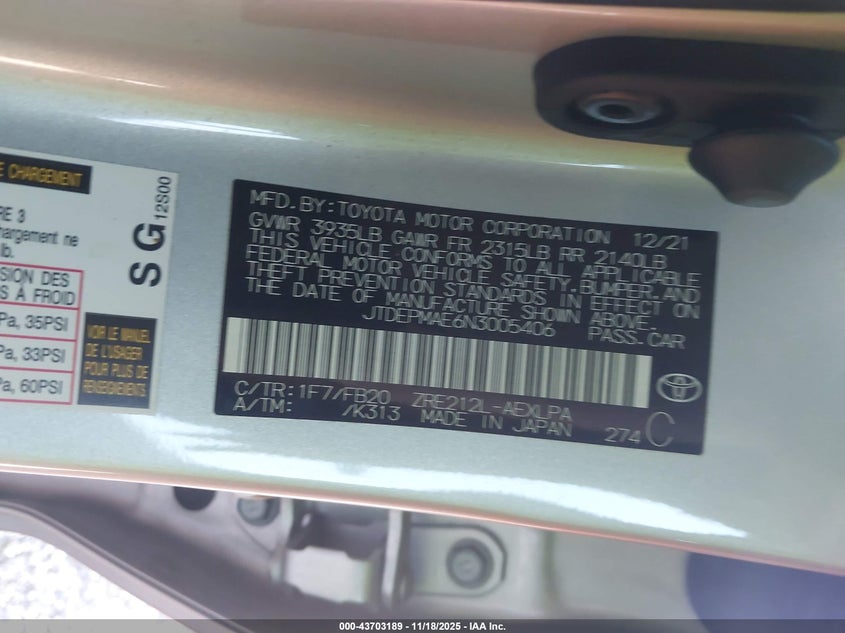 E CHARGEMENT
RE 3
chargement ne
lb.
SION DES
S À FROID
Pa, 35PSI
Pa, 33PSI
Pa, 60PSI
SG
12S00
VOIR LE MANUEL
DE L'USAGER
POUR PLUS DE
MFD. BY: TOYOTA MOTOR CORPORATION 12/21
GVWR 3935LB GAWR FR 2315LB RR 2140LB
THIS VEHICLE CONFORMS TO ALL APPLICABLE
FEDERAL MOTOR VEHICLE SAFETY, BUMPER, AND
THEFT PREVENTION STANDARDS IN EFFECT ON
THE DATE OF MANUFACTURE SHOWN ABOVE.
JTDEPMAE6N3005406 PASS. CAR
C/TR: 1F7/FB20 ZRE212L-AEXLPA
A/TM: /K313 MADE IN JAPAN 274 C
000-43703189 - 11/18/2025 - IAA Inc.